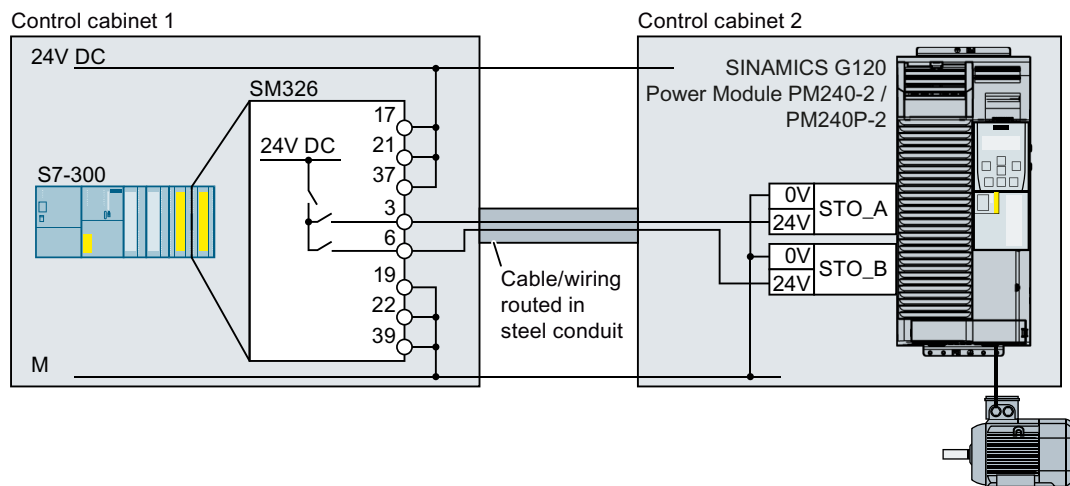 Control cabinet 1
Control cabinet 2
24V DC
SM326
17
21
24V DC
37
3
6
19
22
39
S7-300
M
Cable/wiring
routed in
steel conduit
SINAMICS G120
Power Module PM240-2 /
PM240P-2
0V
STO_A
24V
0V
STO_B
24V